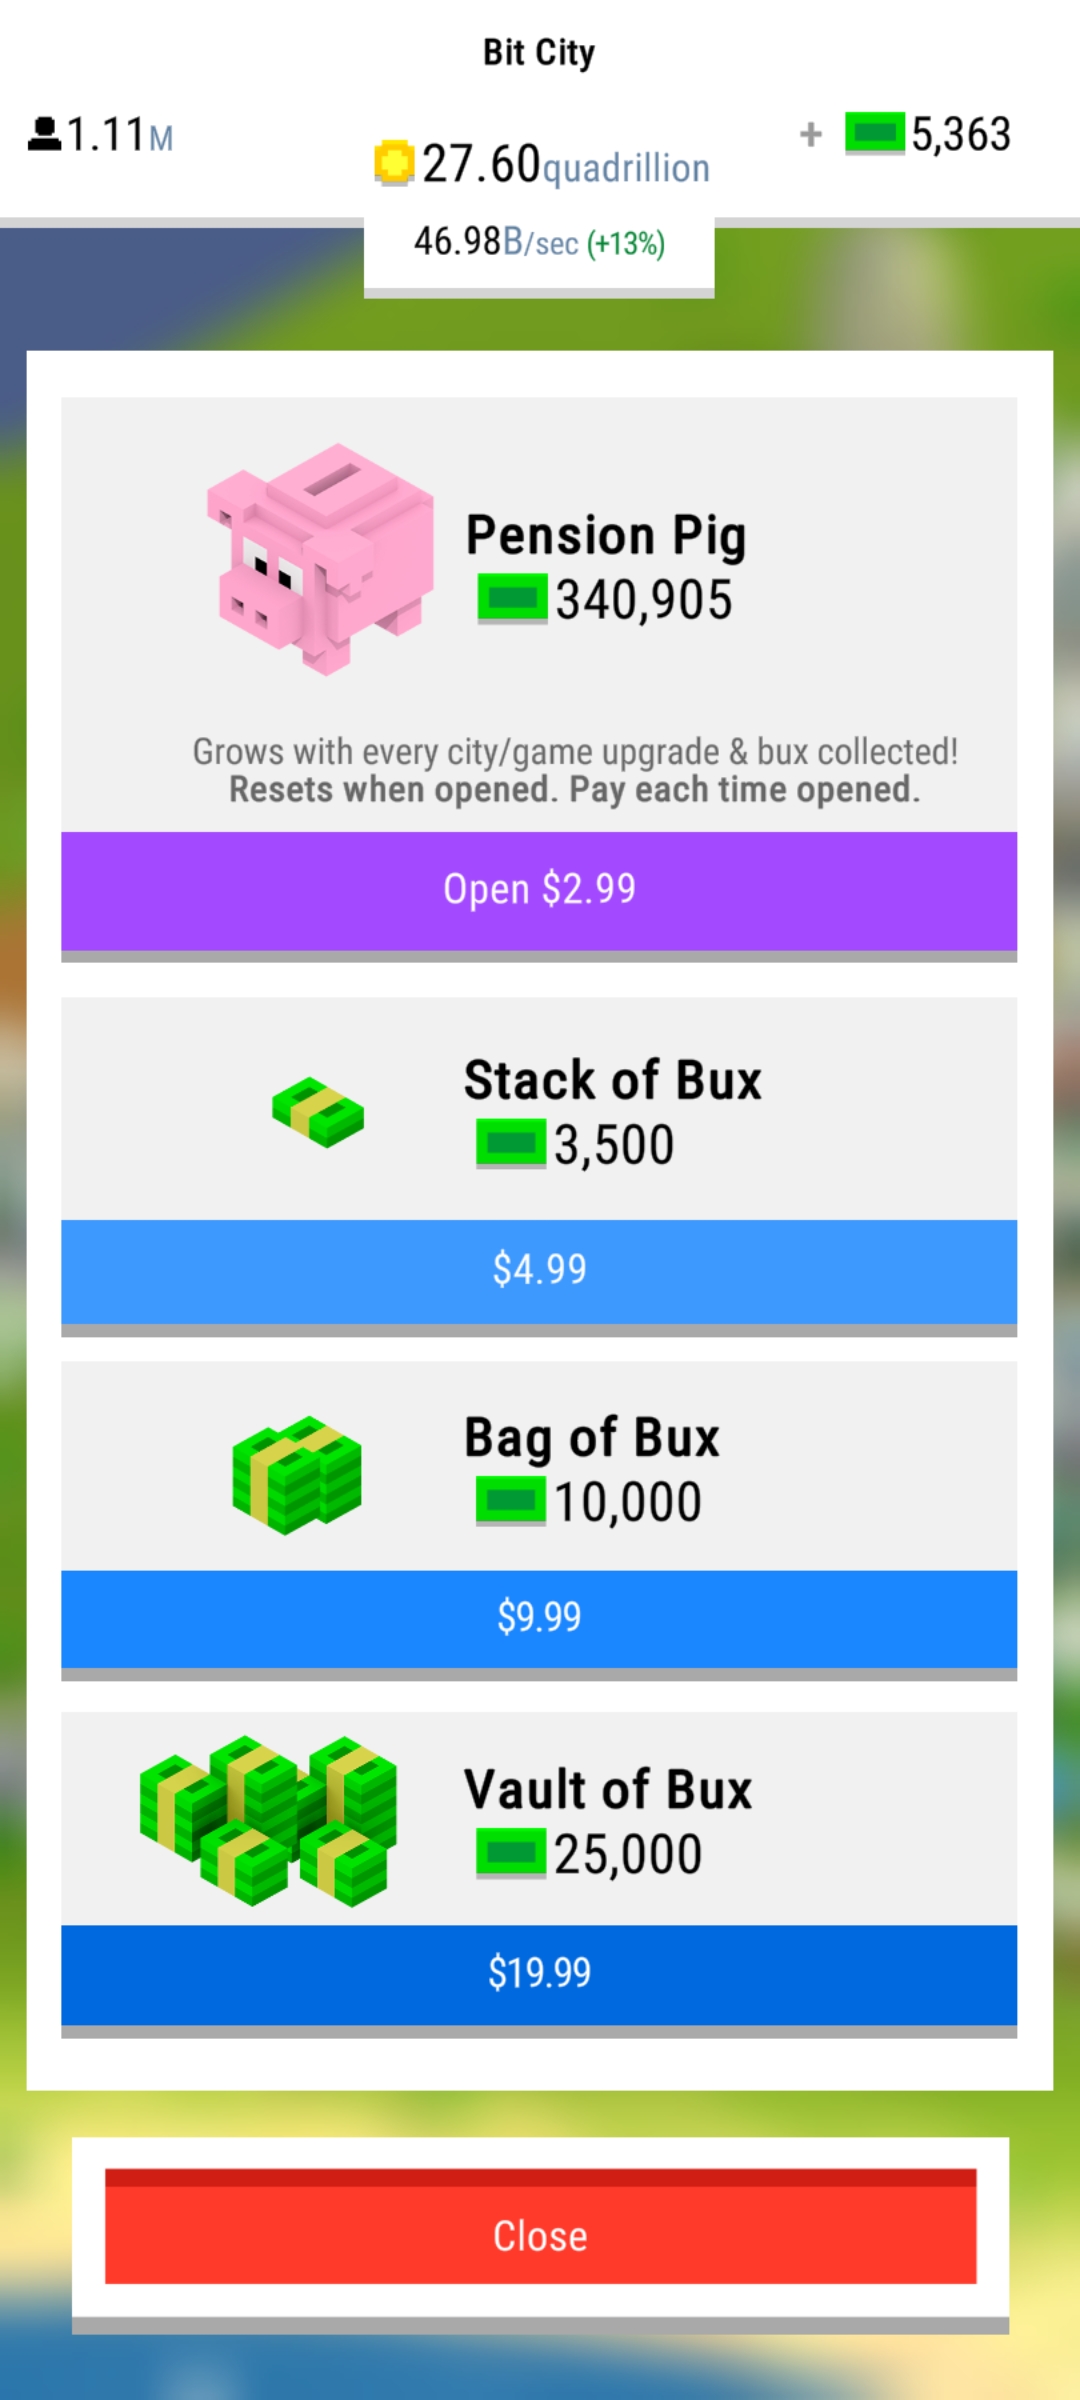 Bit City
1.11M
27.60quadrillion
+ 5,363
46.98B/sec (+13%)
Pension Pig
340,905
Grows with every city/game upgrade & bux collected!
Resets when opened. Pay each time opened.
Open $2.99
Stack of Bux
3,500
$4.99
Bag of Bux
10,000
$9.99
Vault of Bux
25,000
$19.99
Close